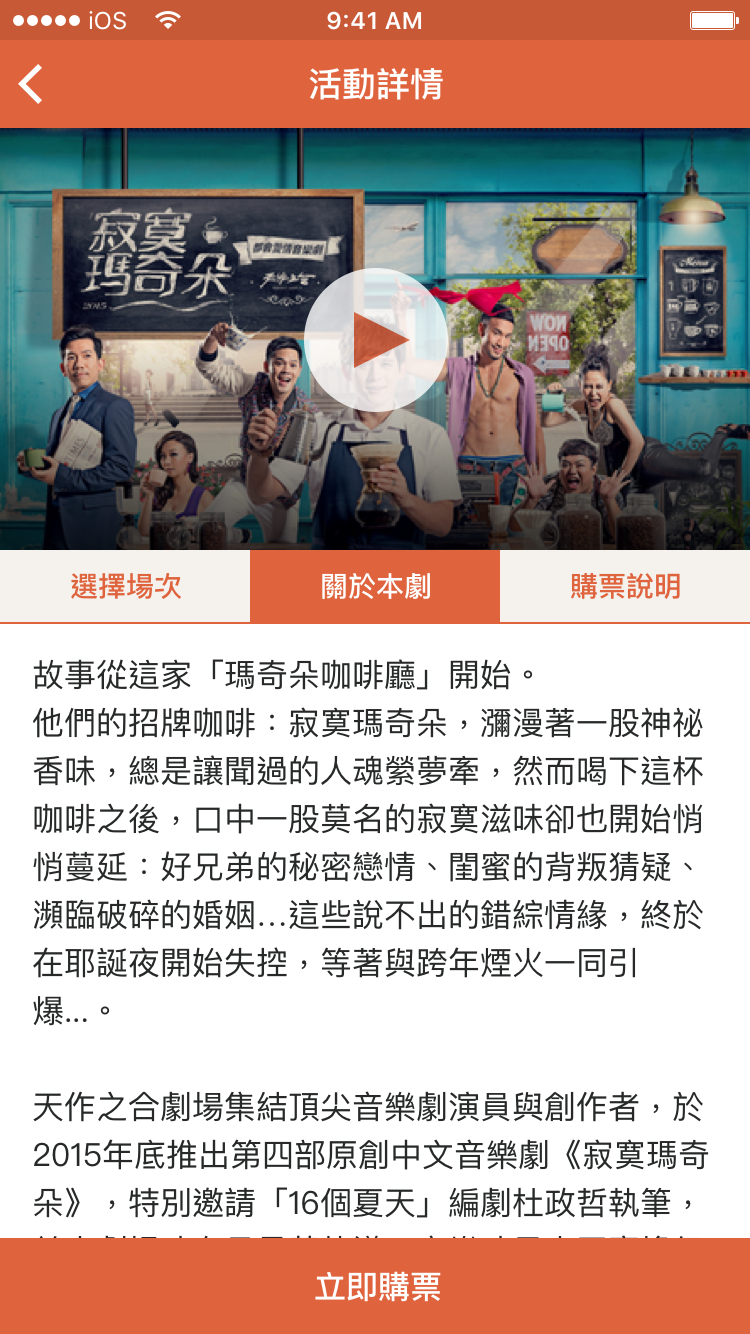 iOS 9:41 AM
活動詳情
寂寞
瑪奇朵
都會愛情音樂劇
2015
Menu
NOW
OPEN
選擇場次 關於本劇 購票說明
故事從這家「瑪奇朵咖啡廳」開始。
他們的招牌咖啡：寂寞瑪奇朵，瀰漫著一股神祕
香味，總是讓聞過的人魂縈夢牽，然而喝下這杯
咖啡之後，口中一股莫名的寂寞滋味卻也開始悄
悄蔓延：好兄弟的秘密戀情、閨蜜的背叛猜疑、
瀕臨破碎的婚姻...這些說不出的錯綜情緣，終於
在耶誕夜開始失控，等著與跨年煙火一同引
爆...。
天作之合劇場集結頂尖音樂劇演員與創作者，於
2015年底推出第四部原創中文音樂劇《寂寞瑪奇
朵》，特別邀請「16個夏天」編劇杜政哲執筆，
立即購票